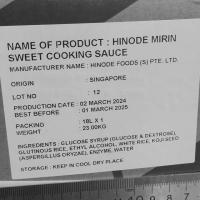 NAME OF PRODUCT : HINODE MIRIN
SWEET COOKING SAUCE
MANUFACTURER NAME : HINODE FOODS (S) PTE. LTD.
ORIGIN : SINGAPORE
LOT NO : 12
PRODUCTION DATE : 02 MARCH 2024
BEST BEFORE : 01 MARCH 2025
PACKING : 18L X 1
WEIGHT : 23.00KG
INGREDIENTS : GLUCOSE SYRUP (GLUCOSE & DEXTROSE),
GLUTINOUS RICE, ETHYL ALCOHOL, WHITE RICE, KOJI SEED
(ASPERGILLUS ORYZAE), ENZYME, WATER
STORAGE : KEEP IN COOL DRY PLACE